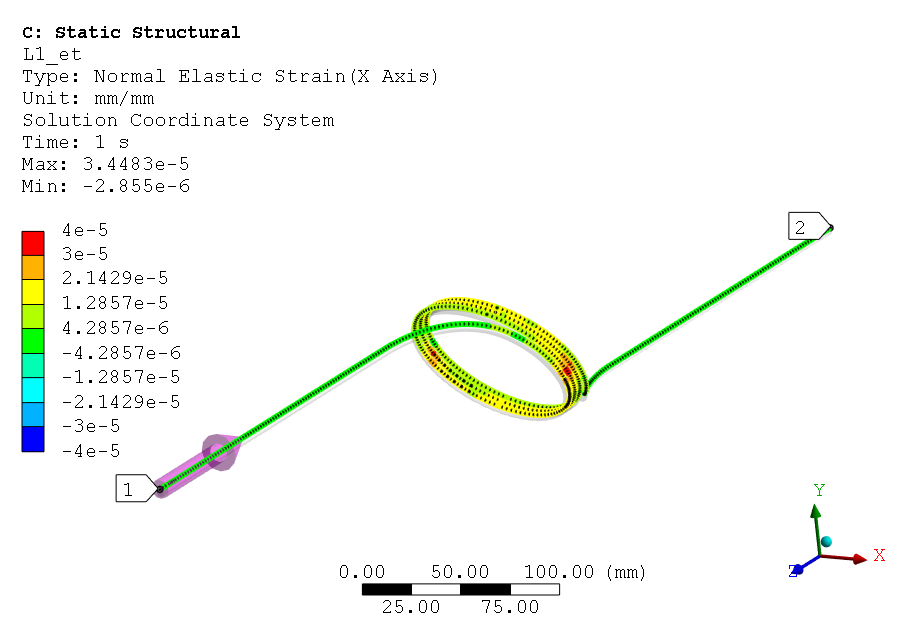 C: Static Structural
L1_et
Type: Normal Elastic Strain(X Axis)
Unit: mm/mm
Solution Coordinate System
Time: 1 s
Max: 3.4483e-5
Min: -2.855e-6
4e-5
3e-5
2.1429e-5
1.2857e-5
4.2857e-6
-4.2857e-6
-1.2857e-5
-2.1429e-5
-3e-5
-4e-5
2
1
Y
X
Z
0.00 50.00 100.00 (mm)
25.00 75.00